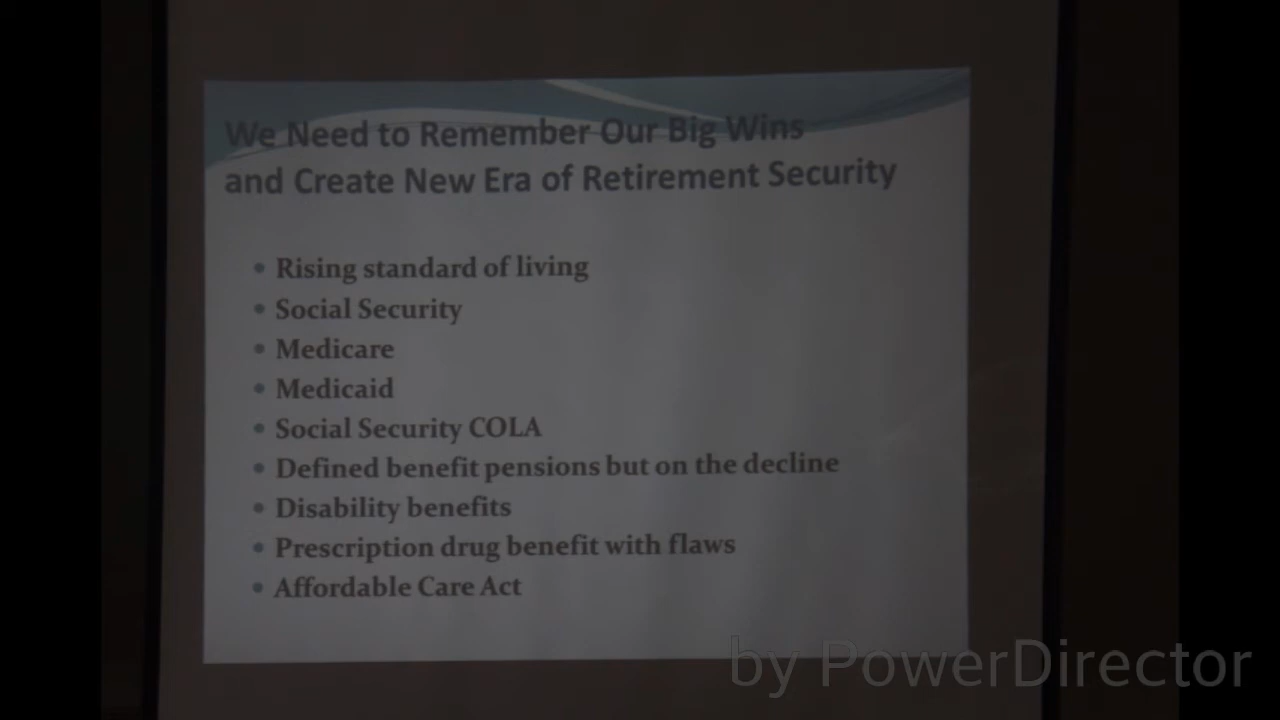 We Need to Remember Our Big Wins
and Create New Era of Retirement Security
• Rising standard of living
• Social Security
• Medicare
• Medicaid
• Social Security COLA
• Defined benefit pensions but on the decline
• Disability benefits
• Prescription drug benefit with flaws
• Affordable Care Act
by PowerDirector